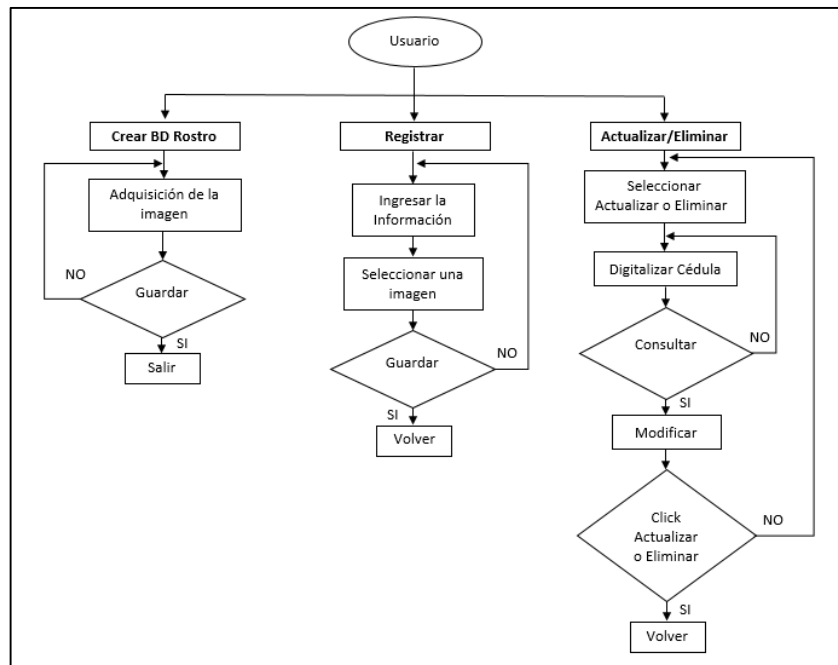 Usuario
Crear BD Rostro
Adquisición de la
imagen
NO
Guardar
SI
Salir
Registrar
Ingresar la
Información
Seleccionar una
imagen
Guardar
NO
SI
Volver
Actualizar/Eliminar
Seleccionar
Actualizar o Eliminar
Digitalizar Cédula
Consultar
NO
SI
Modificar
Click
Actualizar
o Eliminar
NO
SI
Volver